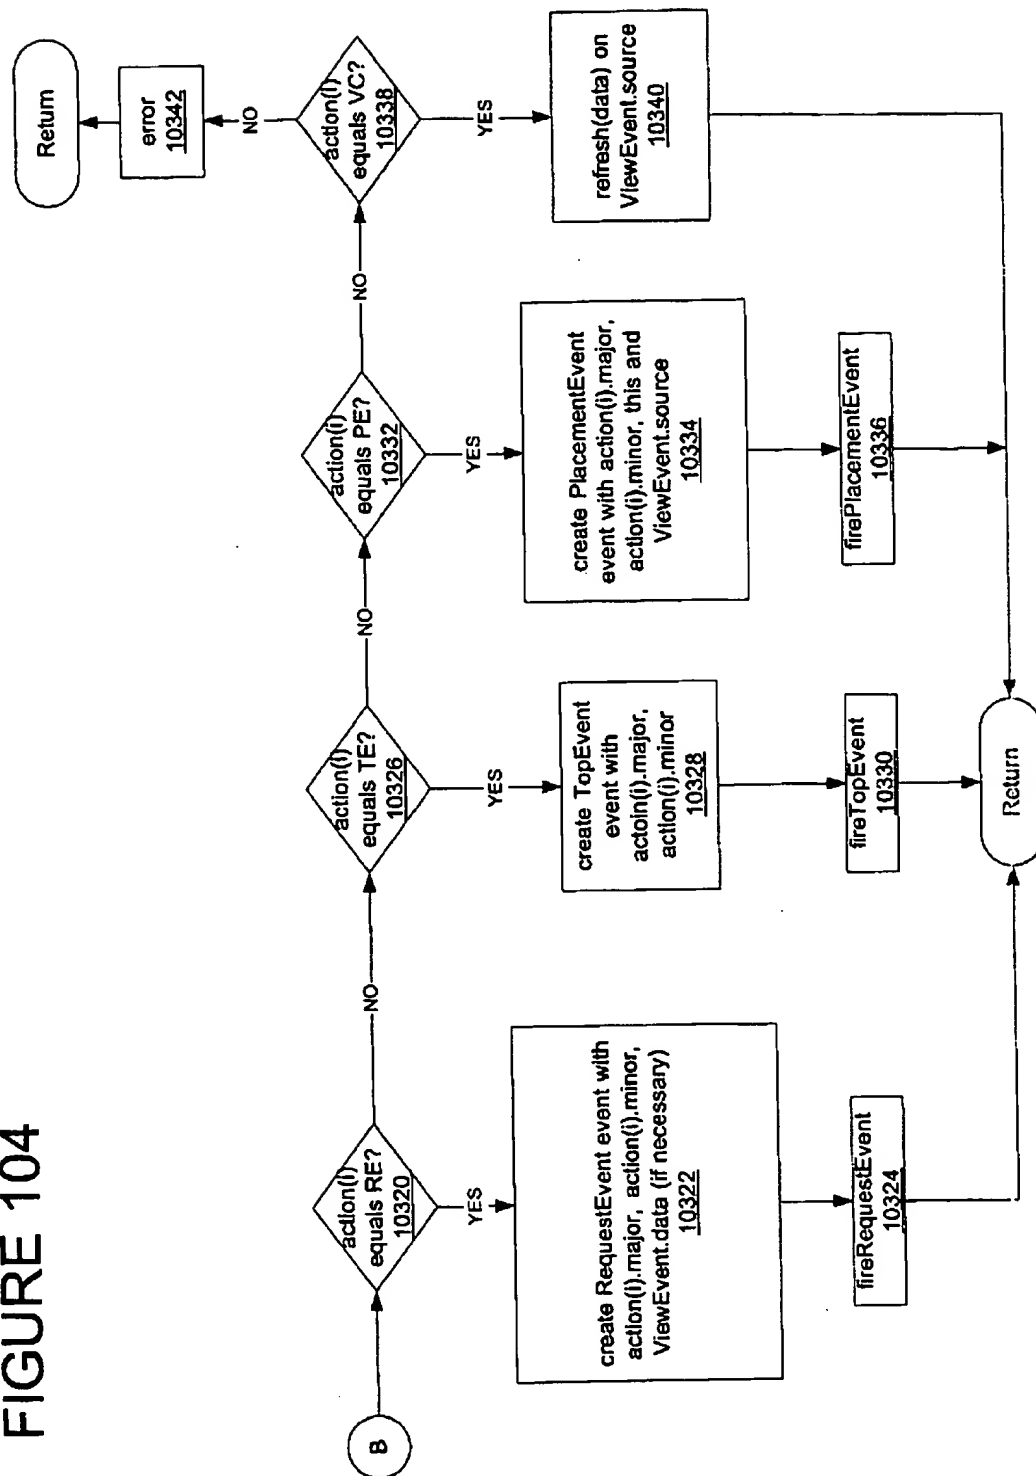 FIGURE 104
B
action(i)
equals RE?
10320
NO
YES
create RequestEvent event with
action(i).major, action(i).minor,
ViewEvent.data (if necessary)
10322
fireRequestEvent
10324
action(i)
equals TE?
10326
NO
YES
create TopEvent
event with
actoin(i).major,
action(i).minor
10328
fireTopEvent
10330
action(i)
equals PE?
10332
NO
YES
create PlacementEvent
event with action(i).major,
action(i).minor, this and
ViewEvent.source
10334
firePlacementEvent
10336
action(i)
equals VC?
10338
NO
YES
refresh(data) on
ViewEvent.source
10340
error
10342
Return
Return